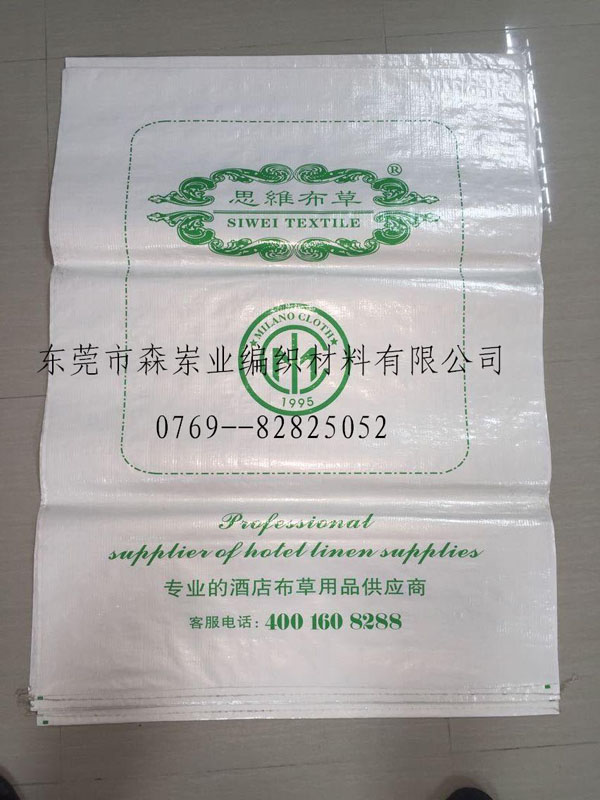 思維布草®
SIWEI TEXTILE
MILANO CLOTH
东莞市森崬业编织材料有限公司
1995
0769--82825052
Professional
supplier of hotel linen supplies
专业的酒店布草用品供应商
客服电话：400 160 8288